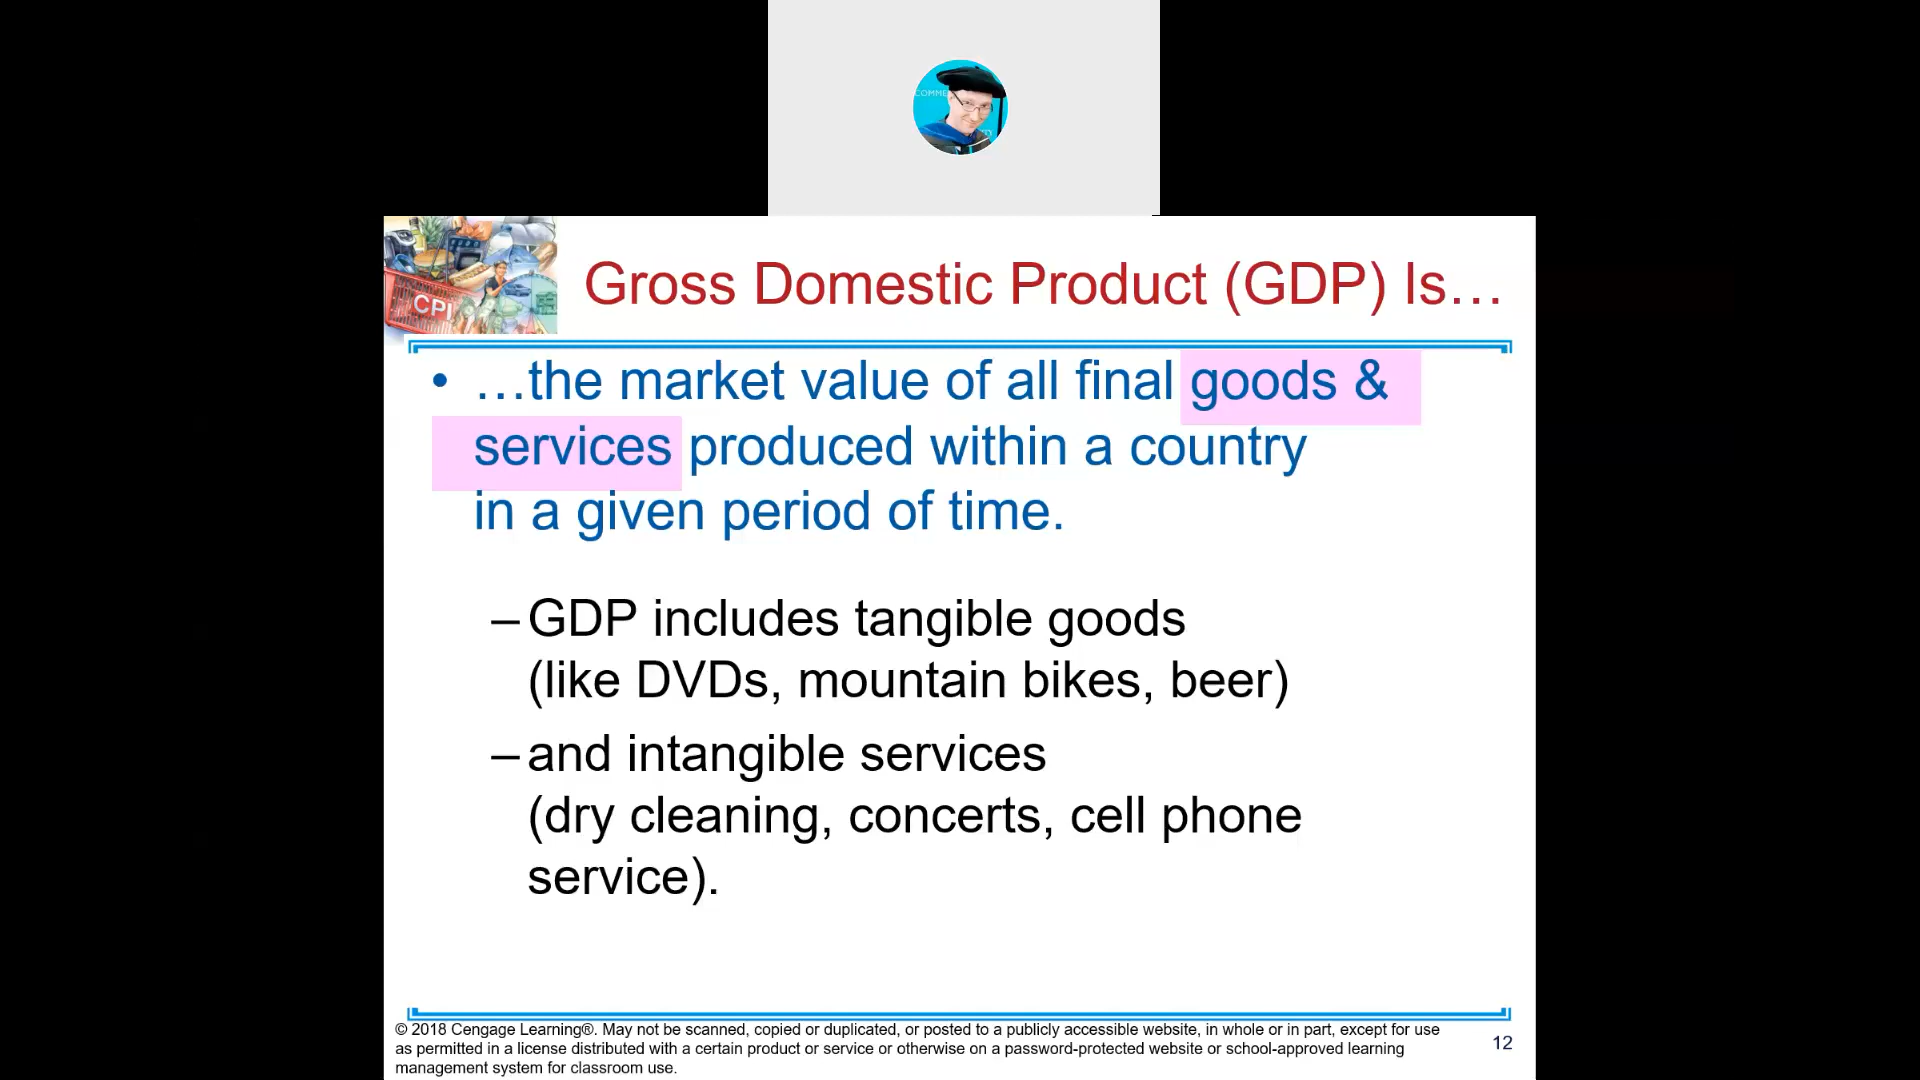 COMME
CPI
Gross Domestic Product (GDP) Is…
• …the market value of all final goods &
services produced within a country
in a given period of time.
–GDP includes tangible goods
(like DVDs, mountain bikes, beer)
–and intangible services
(dry cleaning, concerts, cell phone
service).
© 2018 Cengage Learning®. May not be scanned, copied or duplicated, or posted to a publicly accessible website, in whole or in part, except for use
as permitted in a license distributed with a certain product or service or otherwise on a password-protected website or school-approved learning
management system for classroom use.
12